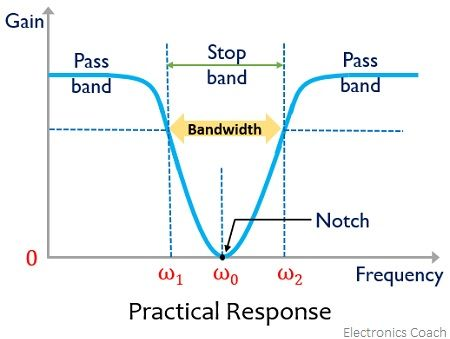 Gain
Pass
band
Stop
band
Pass
band
Bandwidth
Notch
0
ω1
ω0
ω2
Frequency
Practical Response
Electronics Coach